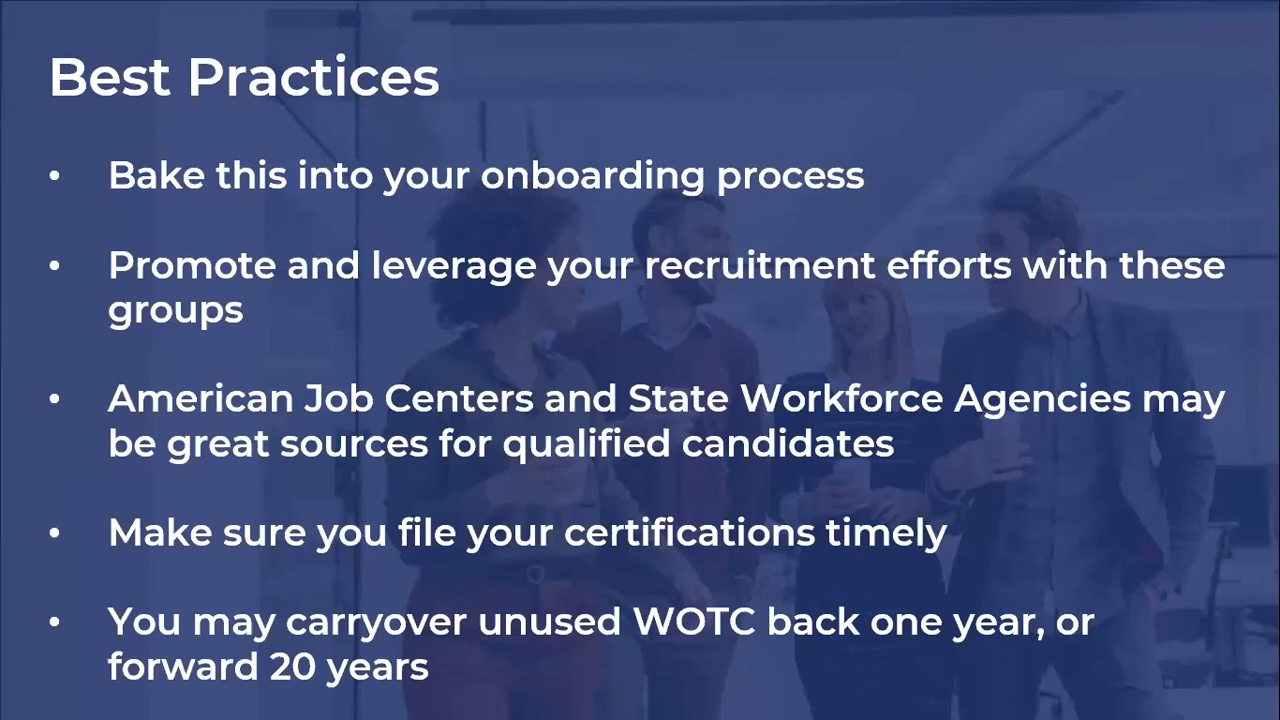 Best Practices
• Bake this into your onboarding process
• Promote and leverage your recruitment efforts with these
groups
• American Job Centers and State Workforce Agencies may
be great sources for qualified candidates
• Make sure you file your certifications timely
• You may carryover unused WOTC back one year, or
forward 20 years